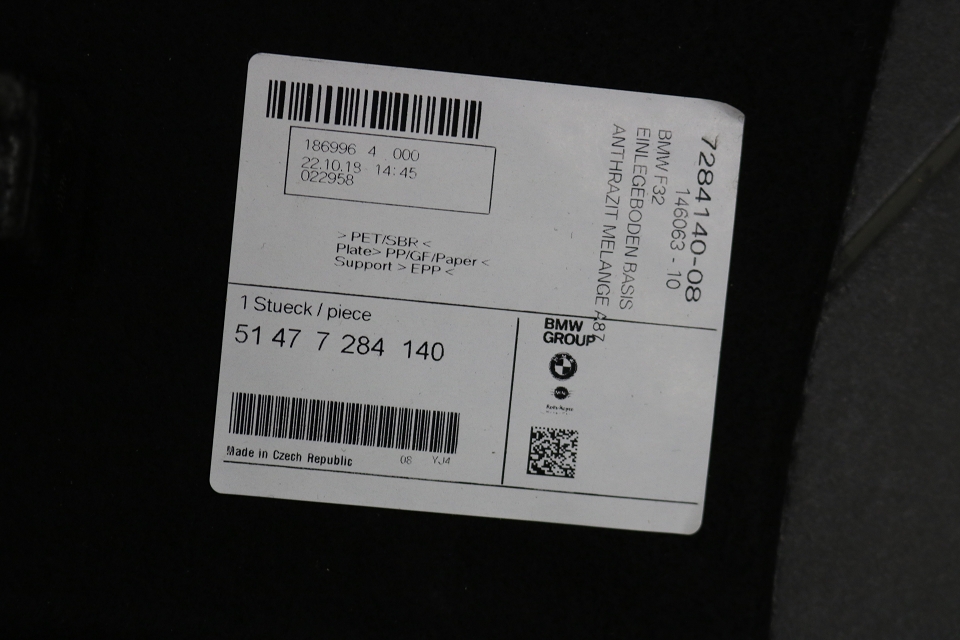 186996 4 000
22.10.18 14:45
022958
> PET/SBR <
Plate> PP/GF/Paper <
Support > EPP <
7284140-08
146063 - 10
BMW F32
EINLEGEBODEN BASIS
ANTHRAZIT MELANGE A87
1 Stueck / piece
51 47 7 284 140
Made in Czech Republic
08 YJ4
BMW
GROUP